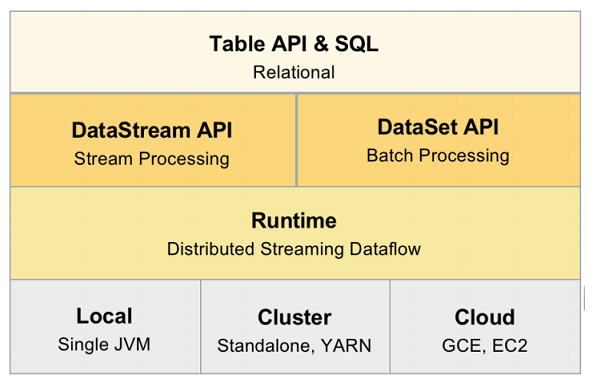 Table API & SQL
Relational
DataStream API
Stream Processing
DataSet API
Batch Processing
Runtime
Distributed Streaming Dataflow
Local
Single JVM
Cluster
Standalone, YARN
Cloud
GCE, EC2